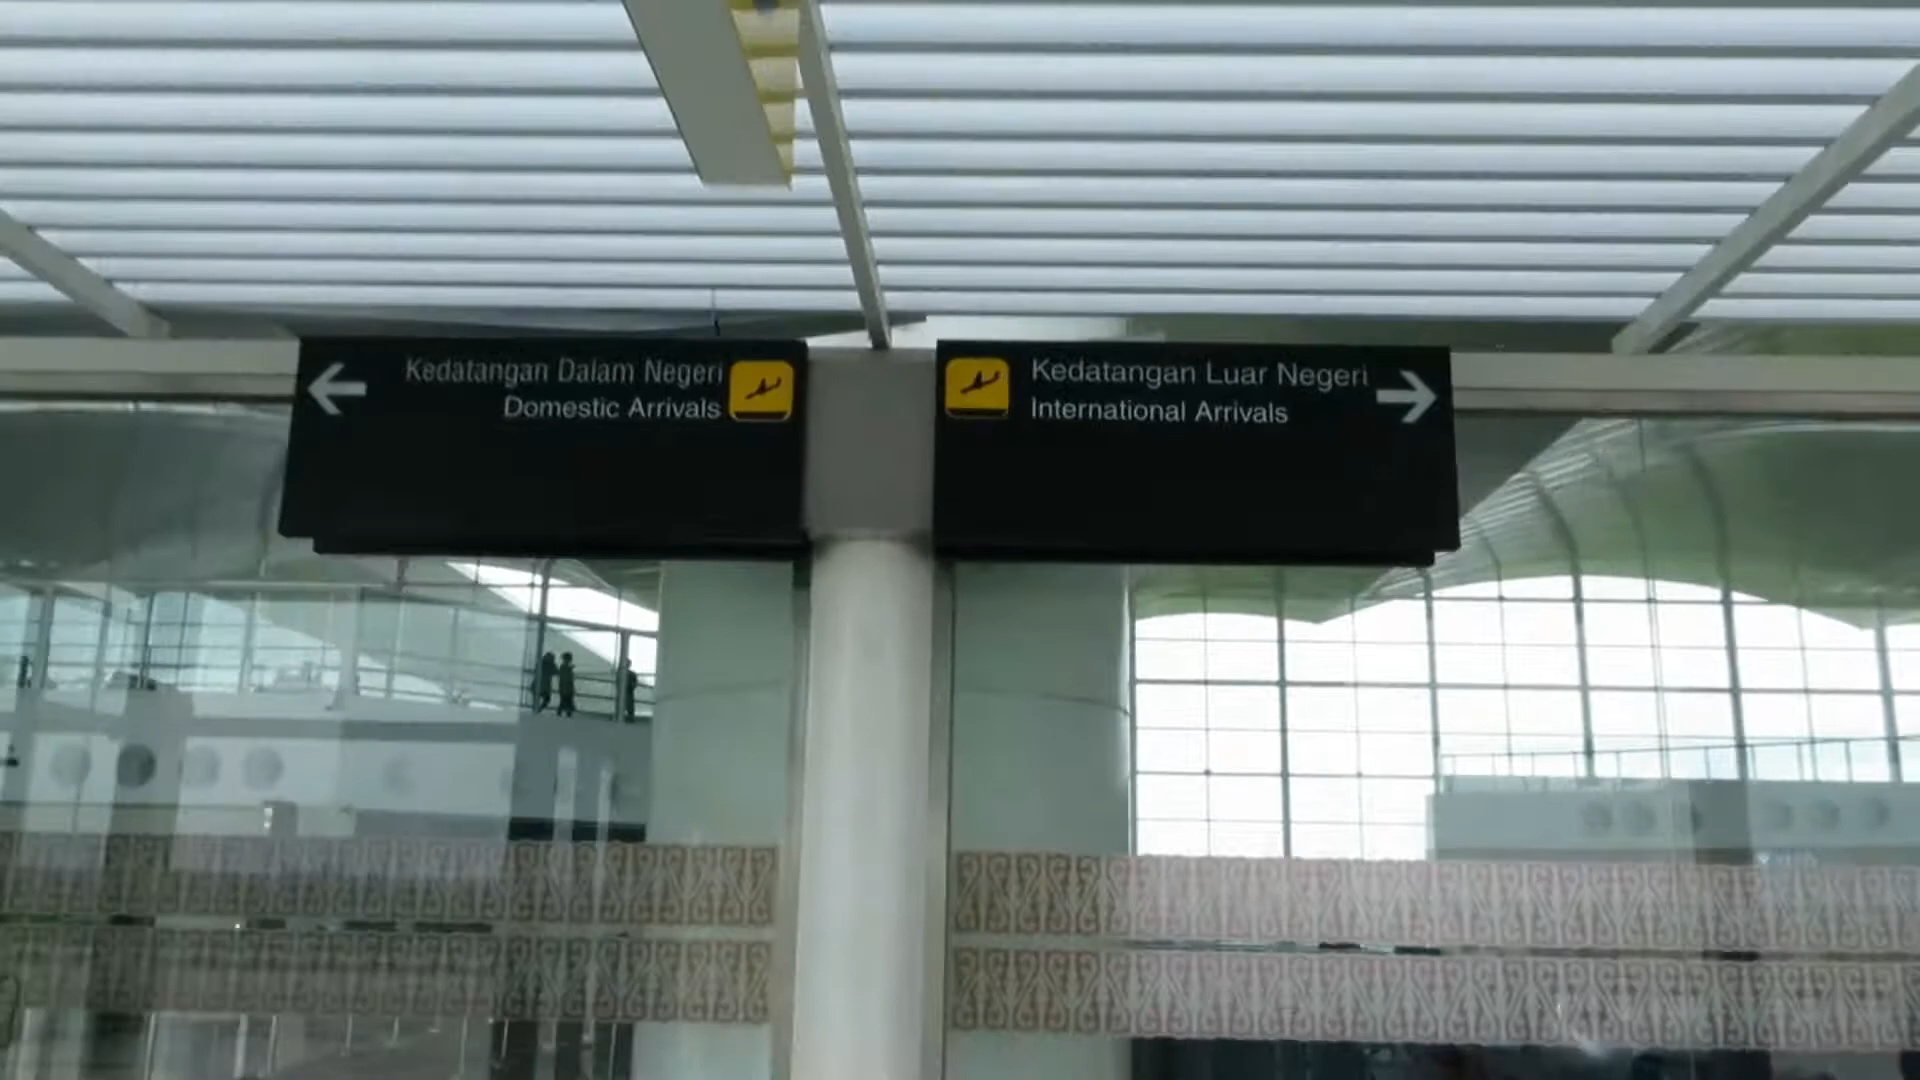 Kedatangan Dalam Negeri
Domestic Arrivals
Kedatangan Luar Negeri
International Arrivals